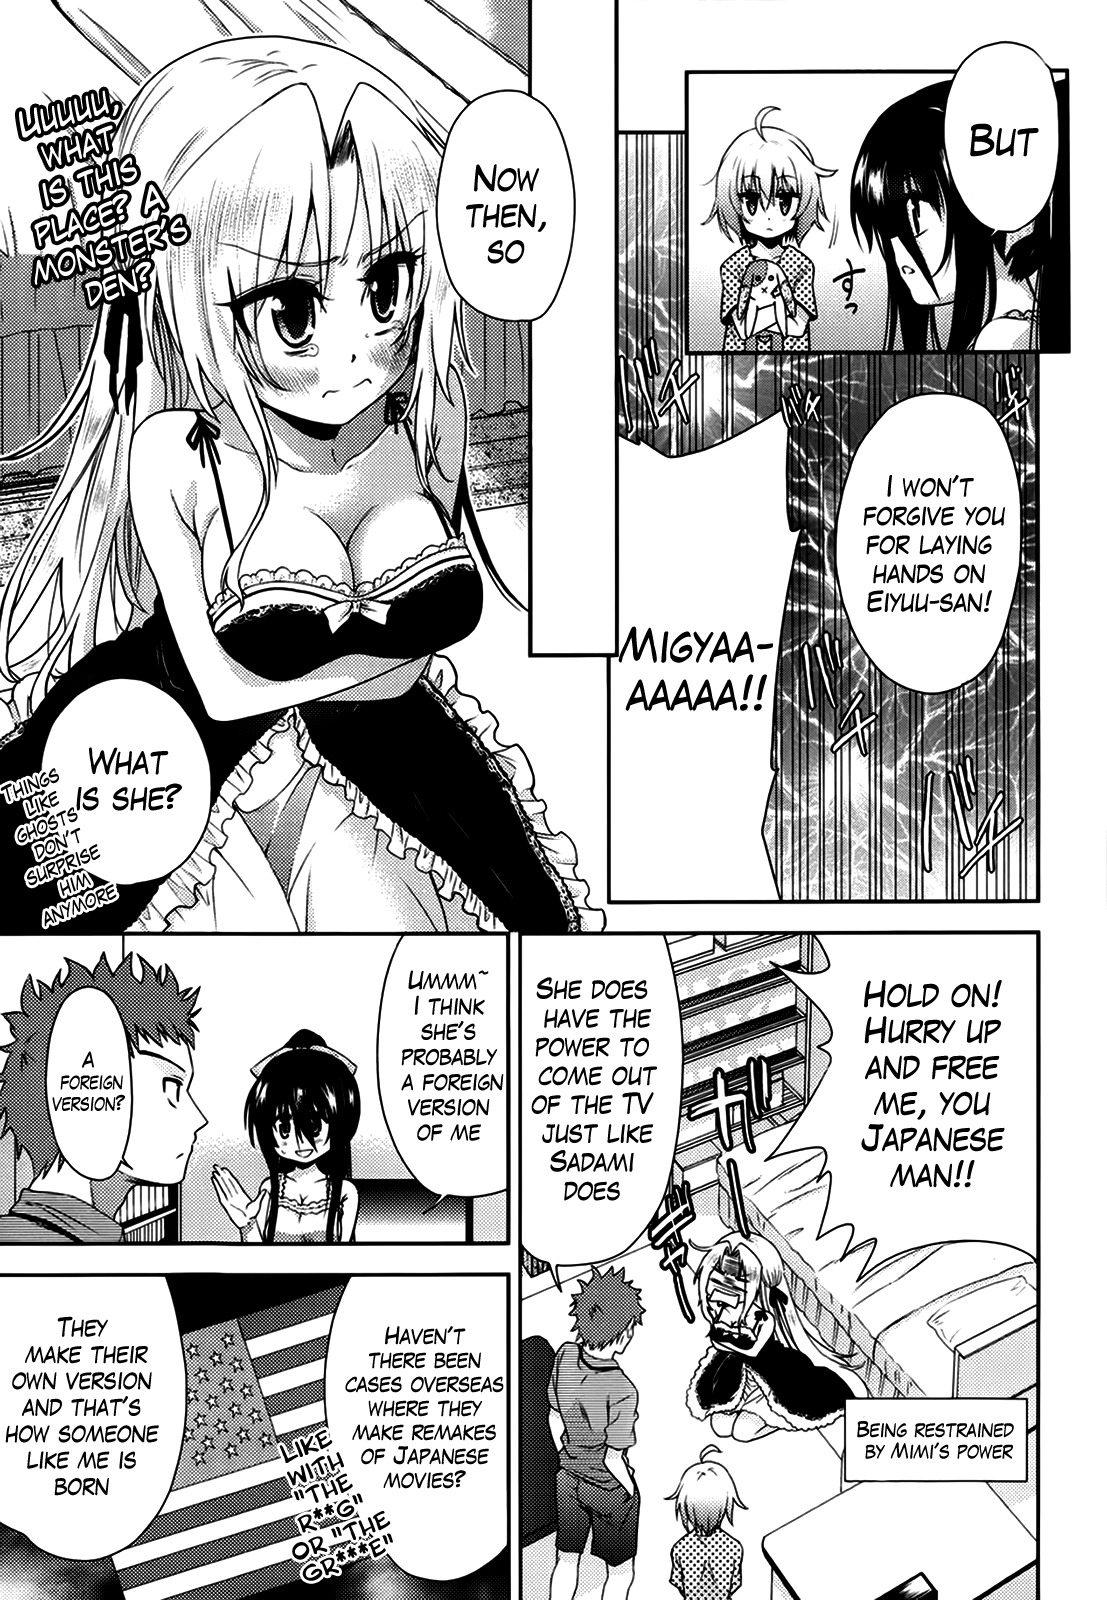 BUT
すっ
I WON'T
FORGIVE YOU
FOR LAYING
HANDS ON
EIYUU-SAN!
MIGYAA-
AAAAA!!
NOW
THEN,
SO
UUUUU,
WHAT
IS THIS
PLACE? A
MONSTER'S
DEN?
WHAT
IS SHE?
THINGS
LIKE
GHOSTS
DON'T
SURPRISE
HIM
ANYMORE
HOLD ON!
HURRY UP
AND FREE
ME, YOU
JAPANESE
MAN!!
SHE DOES
HAVE THE
POWER TO
COME OUT
OF THE TV
JUST LIKE
SADAMI
DOES
BEING RESTRAINED
BY MIMI'S POWER
UMMM~
I THINK
SHE'S
PROBABLY
A FOREIGN
VERSION
OF ME
A
FOREIGN
VERSION?
HAVEN'T
THERE BEEN
CASES OVERSEAS
WHERE THEY
MAKE REMAKES
OF JAPANESE
MOVIES?
LIKE
WITH
"THE
R**G"
OR "THE
GR***E"
THEY
MAKE THEIR
OWN VERSION
AND THAT'S
HOW SOMEONE
LIKE ME IS
BORN